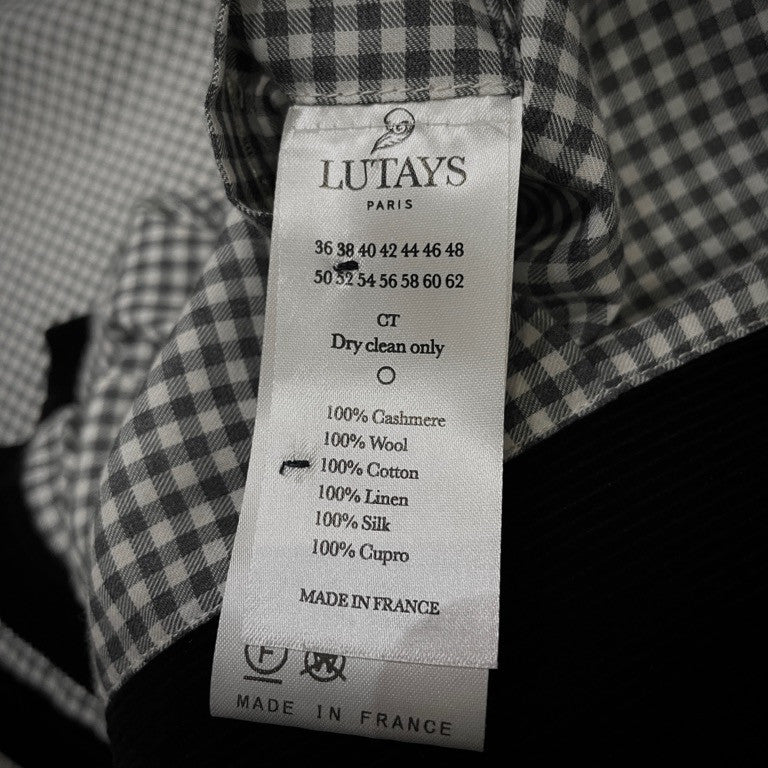 LUTAYS
PARIS
36 38 40 42 44 46 48
50 52 54 56 58 60 62
CT
Dry clean only
100% Cashmere
100% Wool
100% Cotton
100% Linen
100% Silk
100% Cupro
MADE IN FRANCE
F W
MADE IN FRANCE